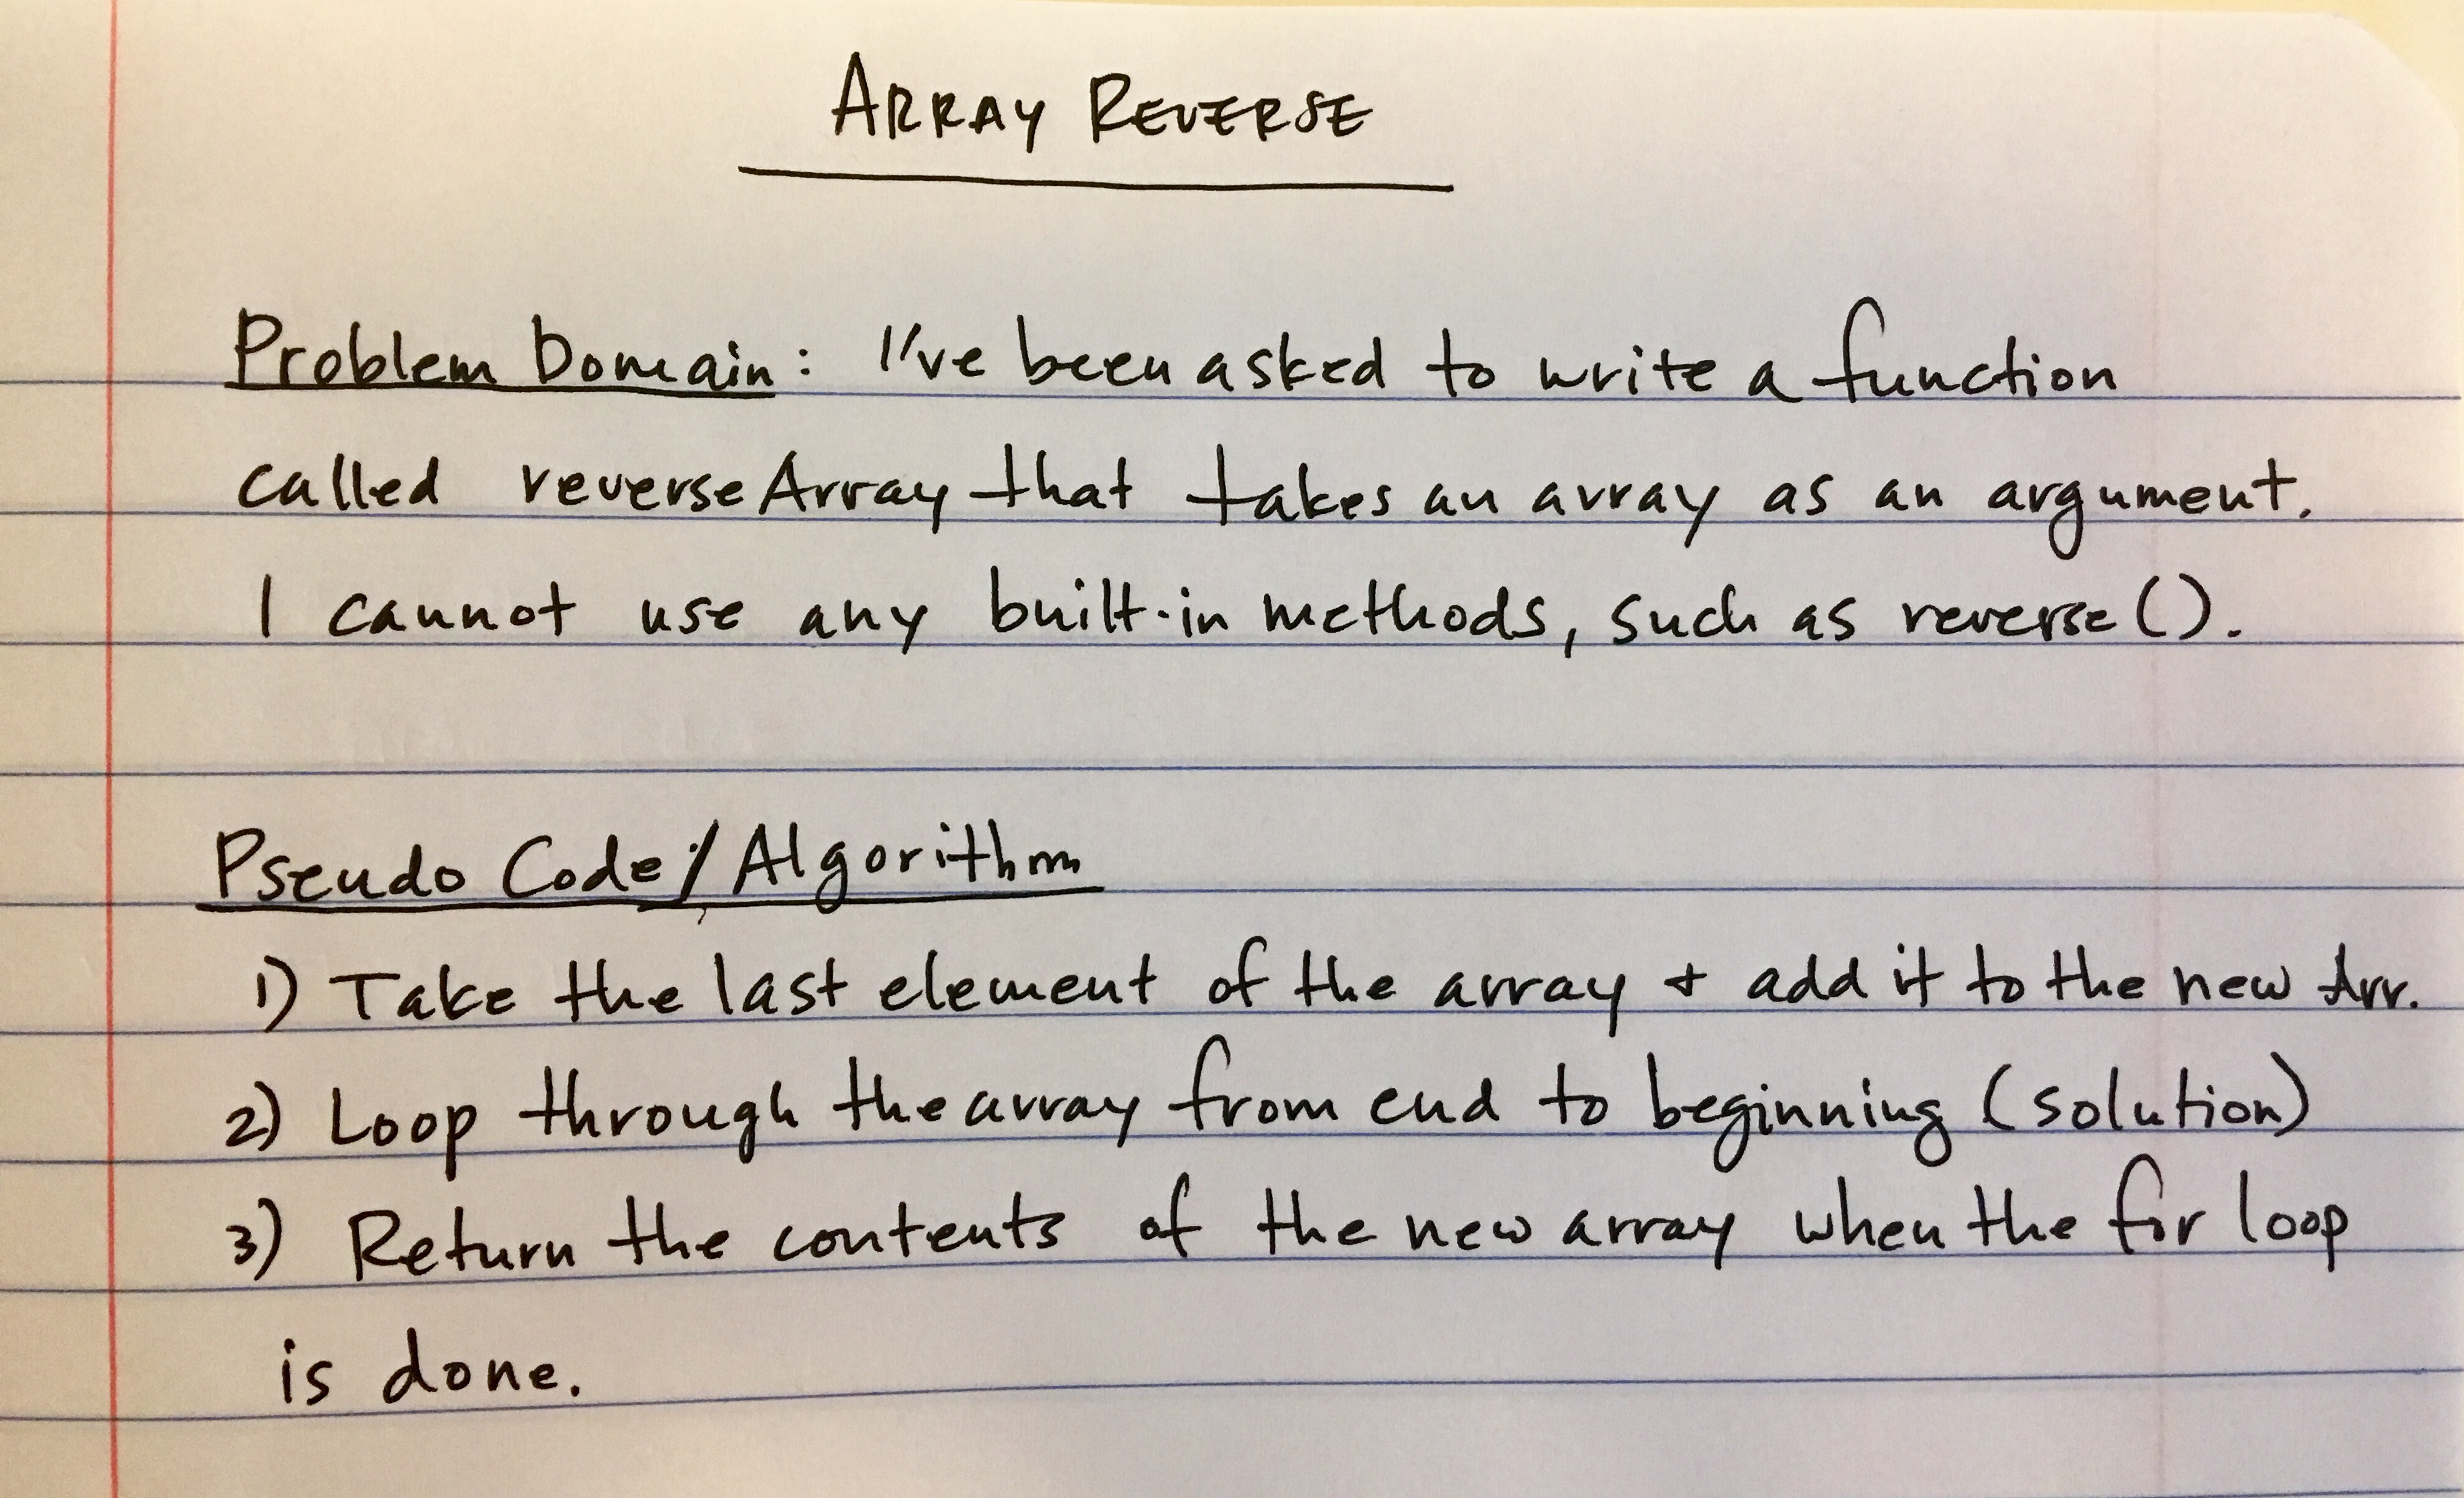 ARRAY REVERSE
Problem Domain: I've been asked to write a function
called reverseArray that takes an array as an argument.
I cannot use any built-in methods, such as reverse().
Pseudo Code/Algorithm
1) Take the last element of the array + add it to the new Arr.
2) Loop through the array from end to beginning (solution)
3) Return the contents of the new array when the for loop
is done.